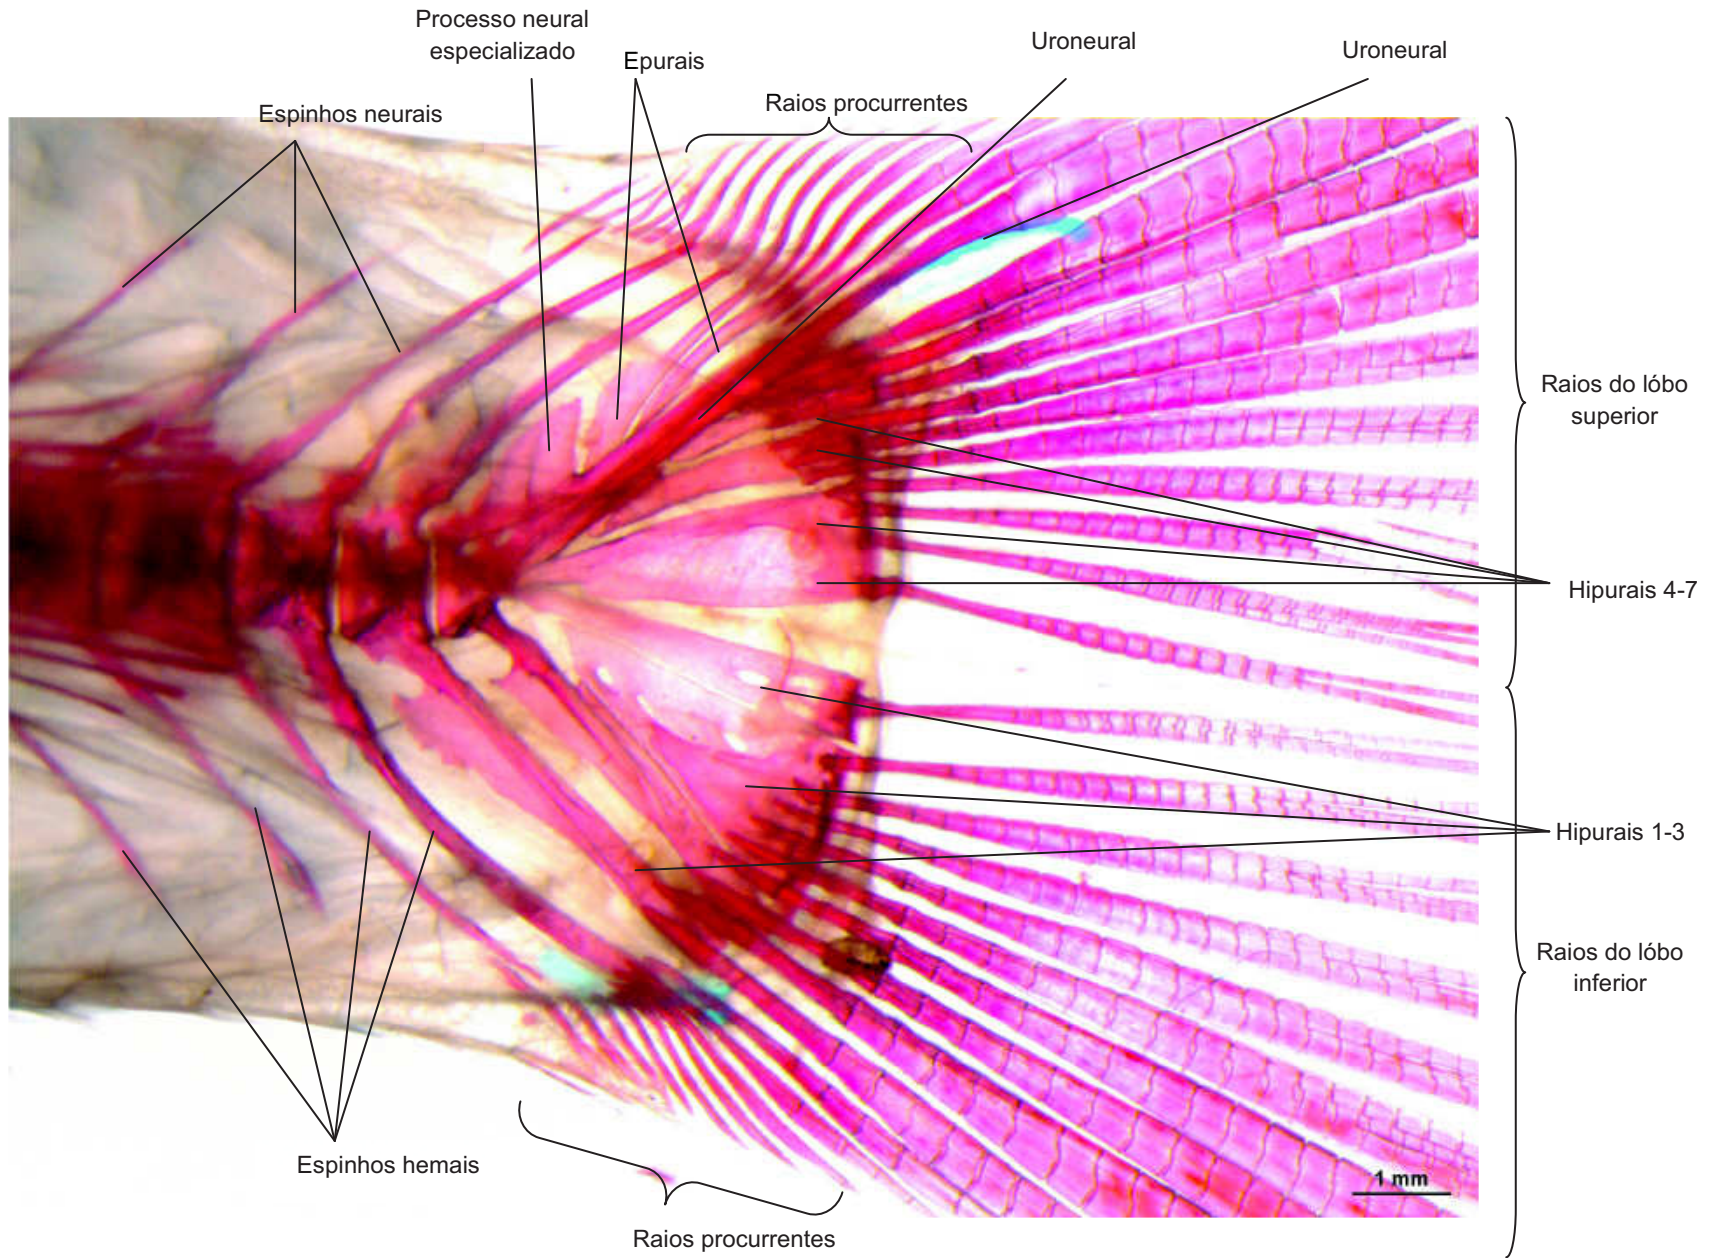 Processo neural
especializado
Epurais
Uroneural
Uroneural
Espinhos neurais
Raios procurrentes
Raios do lóbo
superior
Hipurais 4-7
Hipurais 1-3
Raios do lóbo
inferior
Espinhos hemais
1 mm
Raios procurrentes